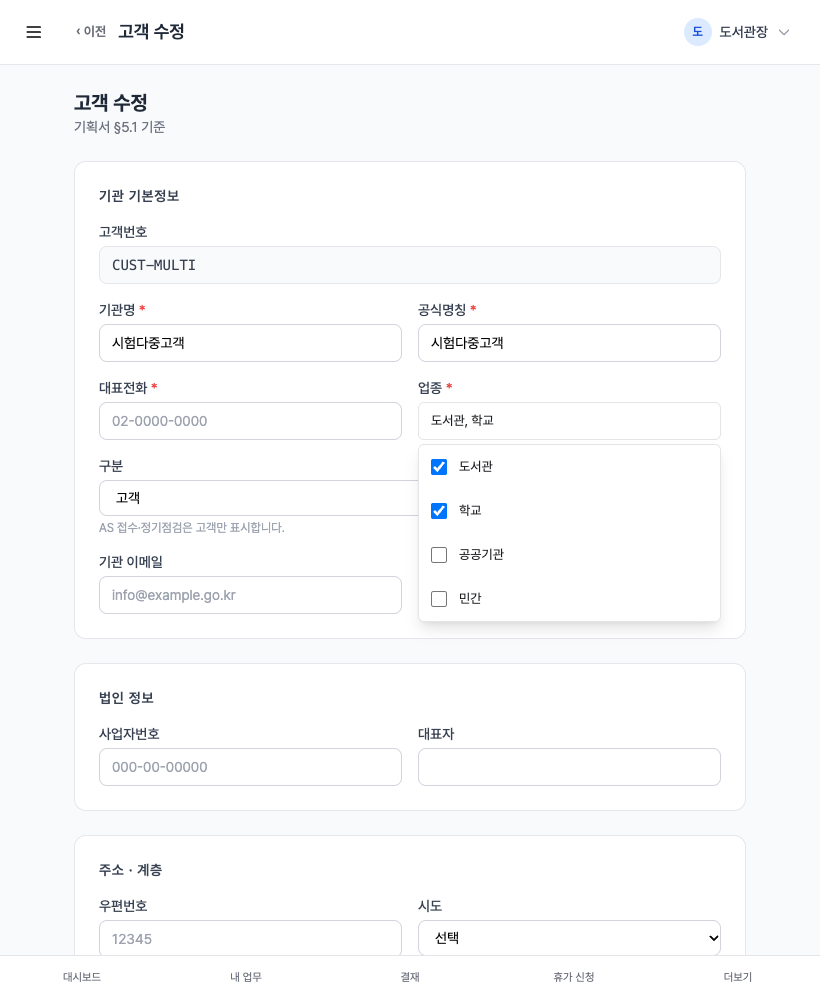 ‹ 이전 고객 수정
도 도서관장
고객 수정
기획서 §5.1 기준
기관 기본정보
고객번호
CUST-MULTI
기관명 * 공식명칭 *
시험다중고객 시험다중고객
대표전화 * 업종 *
02-0000-0000 도서관, 학교
구분 도서관
고객 학교
AS 접수·정기점검은 고객만 표시합니다.
공공기관
기관 이메일
info@example.go.kr 민간
법인 정보
사업자번호 대표자
000-00-00000
주소 · 계층
우편번호 시도
12345 선택
대시보드 내 업무 결재 휴가 신청 더보기